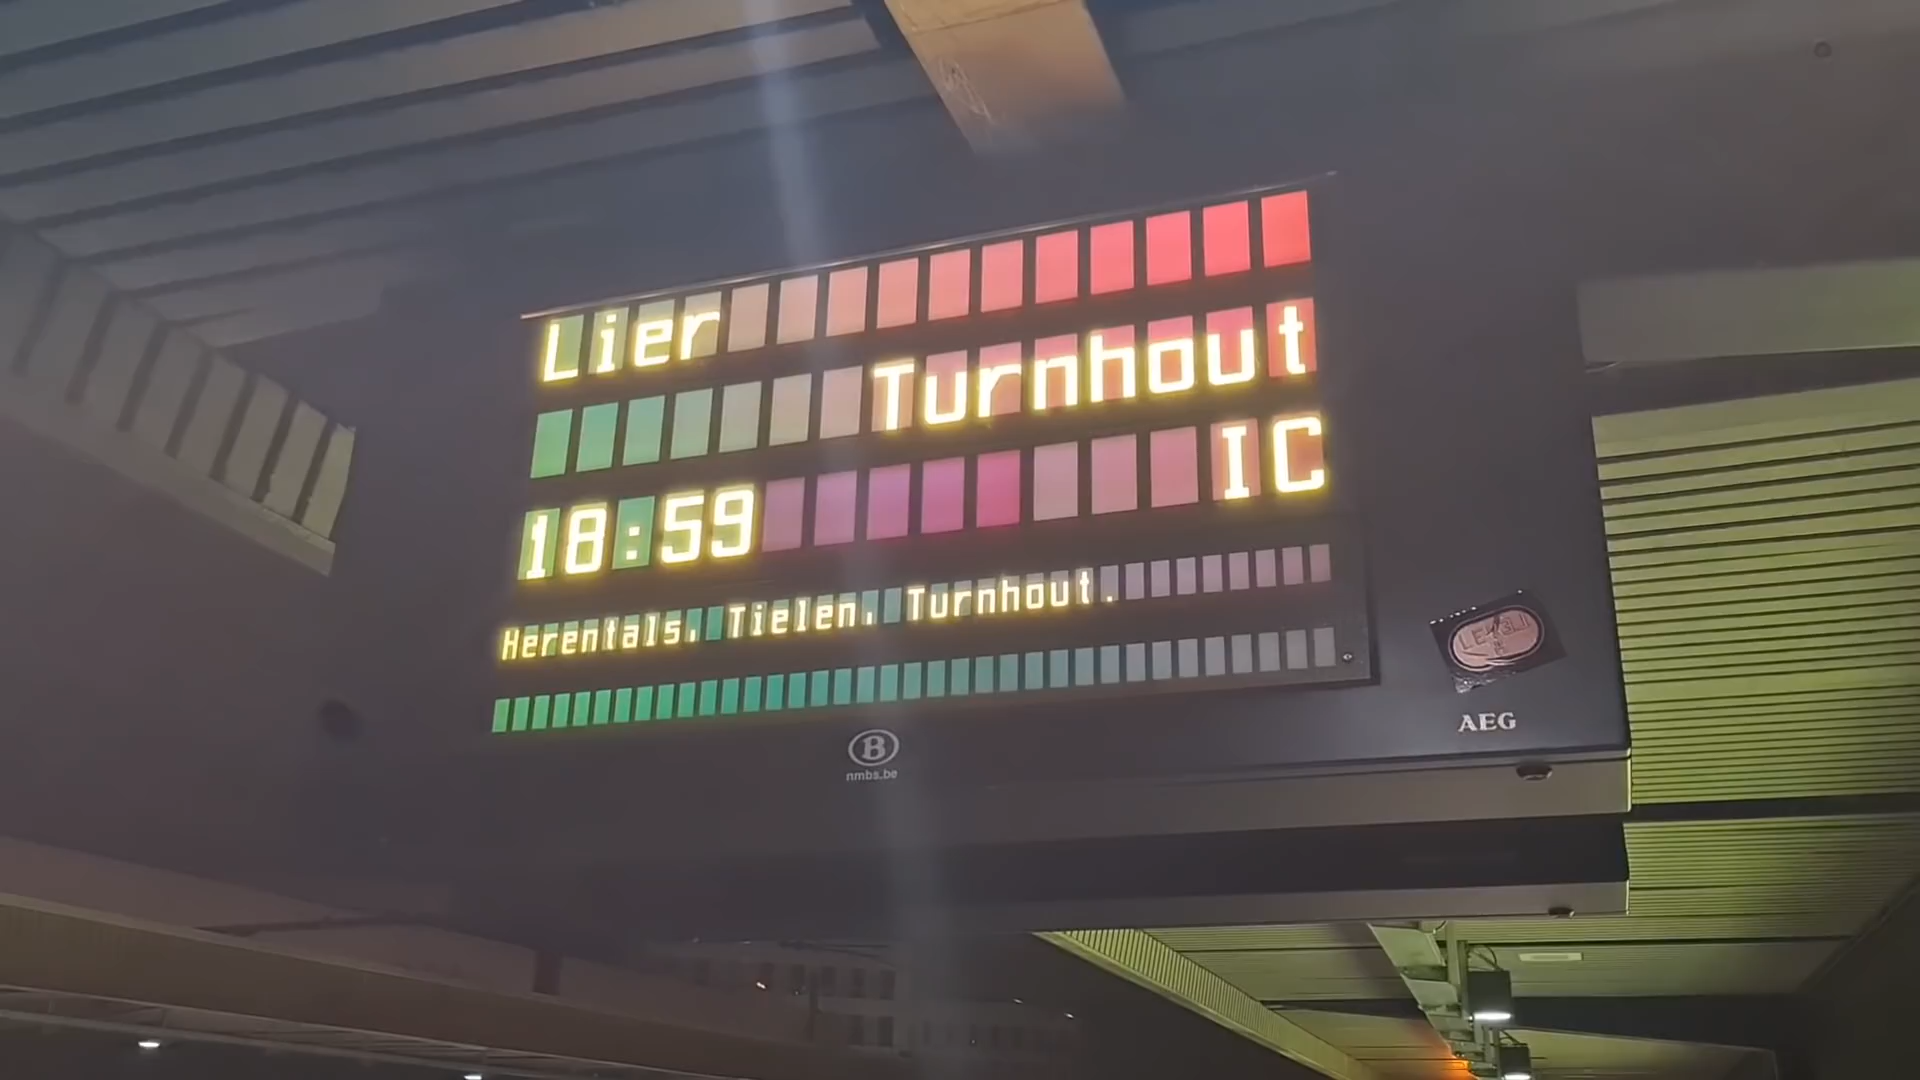 Lier
Turnhout
18:59 IC
Herentals, Tielen, Turnhout.
B
nmbs.be
AEG